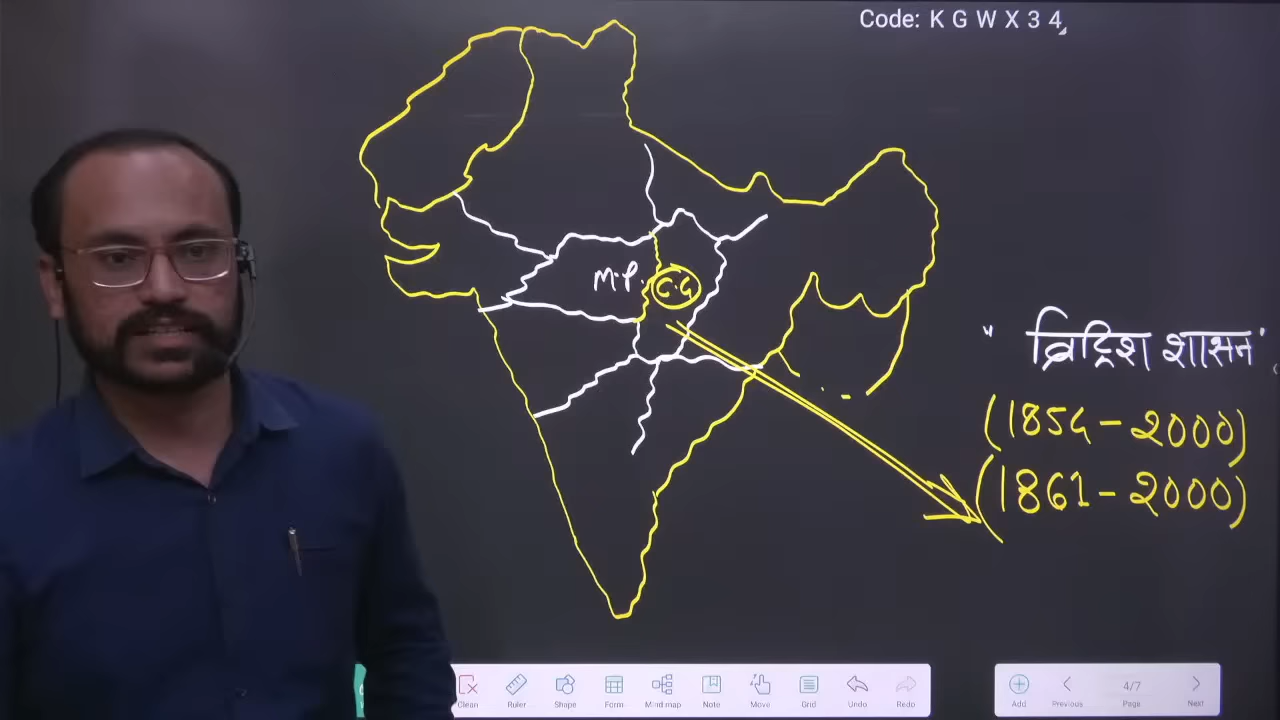 Code: K G W X 3 4
M.P.
C.G
" ब्रिट्रिश शासन "
(1854 - 2000)
(1861 - 2000)
Clean
Ruler
Shape
Form
Mind map
Note
Move
Grid
Undo
Redo
Add
Previous
4/7
Page
Next